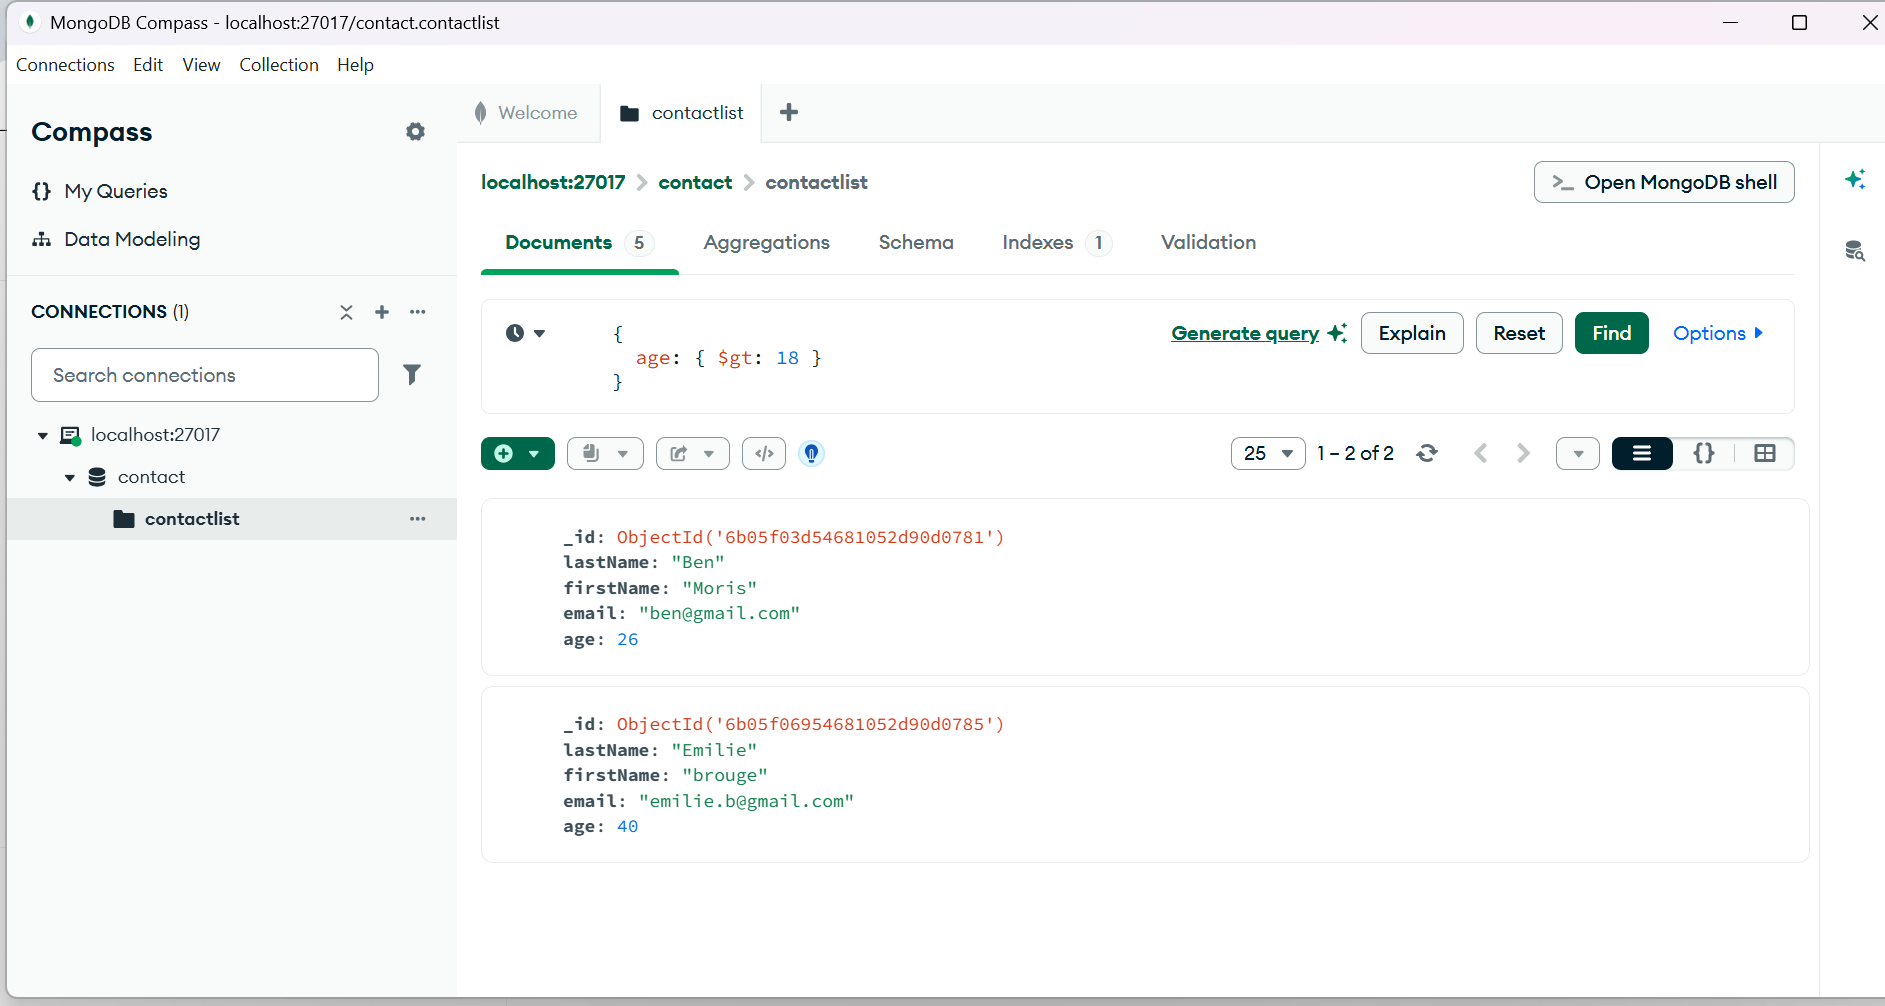 MongoDB Compass - localhost:27017/contact.contactlist
Connections Edit View Collection Help
Compass
My Queries
Data Modeling
CONNECTIONS (1)
Search connections
localhost:27017
contact
contactlist
Welcome
contactlist
localhost:27017 > contact > contactlist
>_ Open MongoDB shell
Documents 5 Aggregations Schema Indexes 1 Validation
{
age: { $gt: 18 }
}
Generate query Explain Reset Find Options
25 1 – 2 of 2
_id: ObjectId('6b05f03d54681052d90d0781')
lastName: "Ben"
firstName: "Moris"
email: "ben@gmail.com"
age: 26
_id: ObjectId('6b05f06954681052d90d0785')
lastName: "Emilie"
firstName: "brouge"
email: "emilie.b@gmail.com"
age: 40